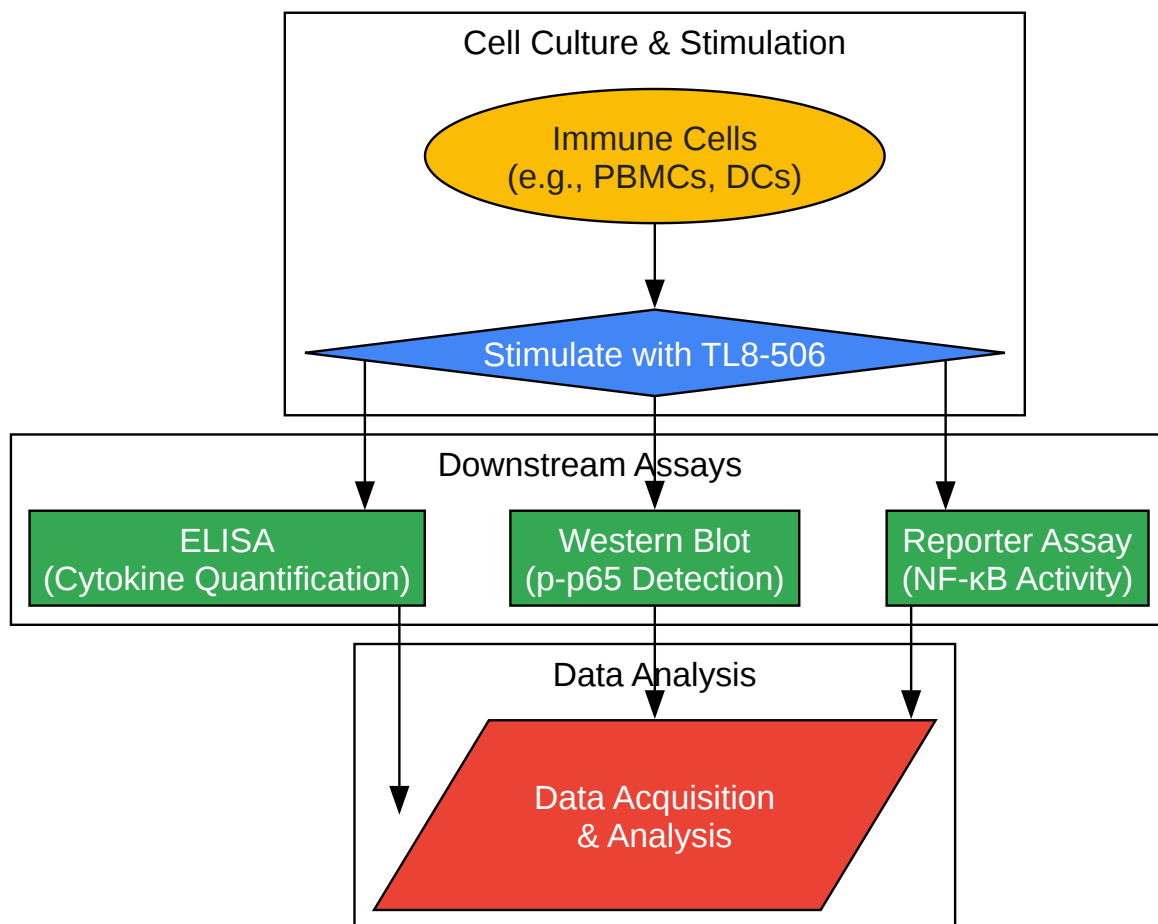 Cell Culture & Stimulation
Immune Cells
(e.g., PBMCs, DCs)
Stimulate with TL8-506
Downstream Assays
ELISA
(Cytokine Quantification)
Western Blot
(p-p65 Detection)
Reporter Assay
(NF-κB Activity)
Data Analysis
Data Acquisition
& Analysis